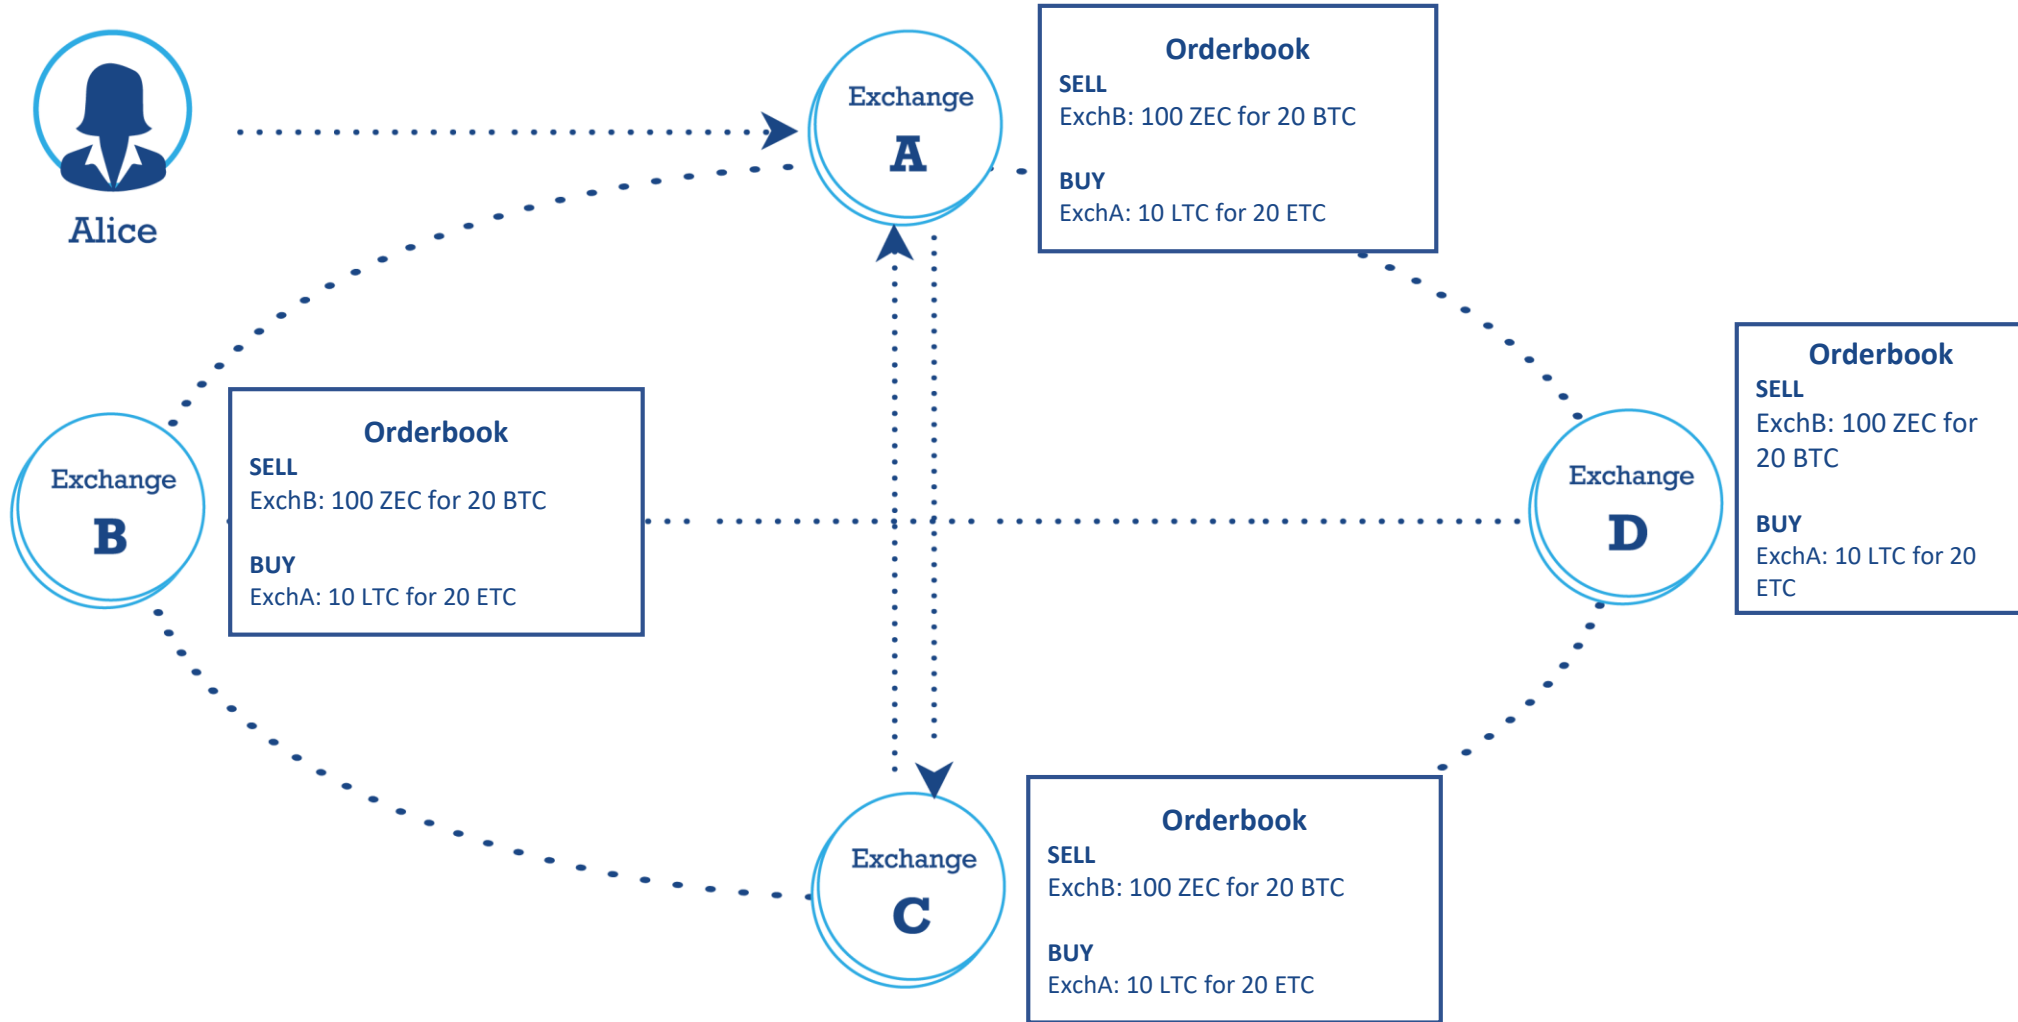 Alice
Exchange
A
Orderbook
SELL
ExchB: 100 ZEC for 20 BTC
BUY
ExchA: 10 LTC for 20 ETC
Exchange
B
Orderbook
SELL
ExchB: 100 ZEC for 20 BTC
BUY
ExchA: 10 LTC for 20 ETC
Exchange
D
Orderbook
SELL
ExchB: 100 ZEC for
20 BTC
BUY
ExchA: 10 LTC for 20
ETC
Exchange
C
Orderbook
SELL
ExchB: 100 ZEC for 20 BTC
BUY
ExchA: 10 LTC for 20 ETC